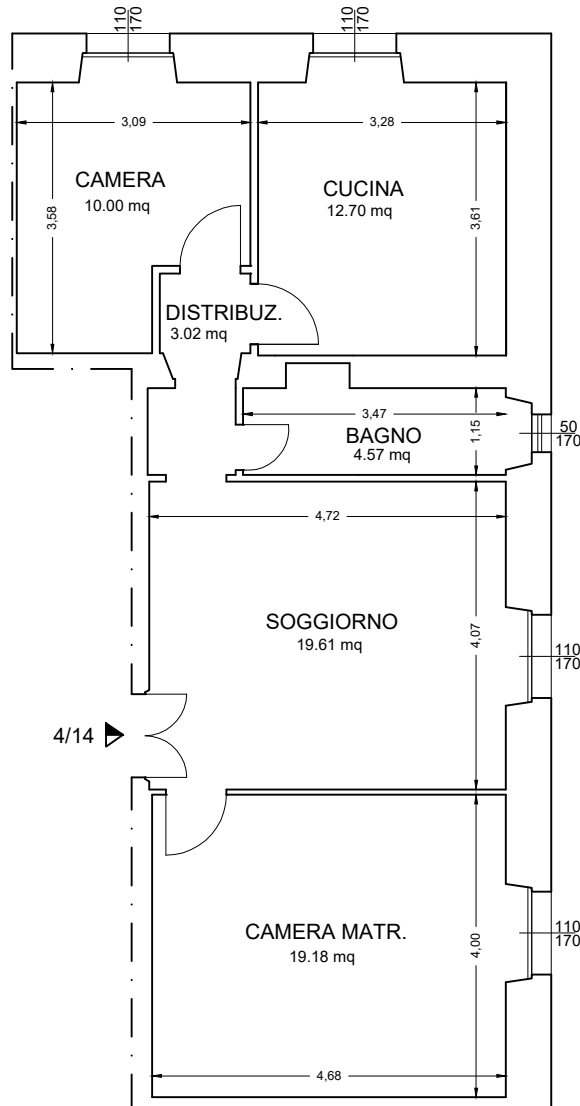 110
170
110
170
3,09
3,28
CAMERA
10.00 mq
CUCINA
12.70 mq
3,58
3,61
DISTRIBUZ.
3.02 mq
3,47
1,15
50
170
BAGNO
4.57 mq
4,72
SOGGIORNO
19.61 mq
4,07
110
170
4/14
CAMERA MATR.
19.18 mq
4,00
110
170
4,68